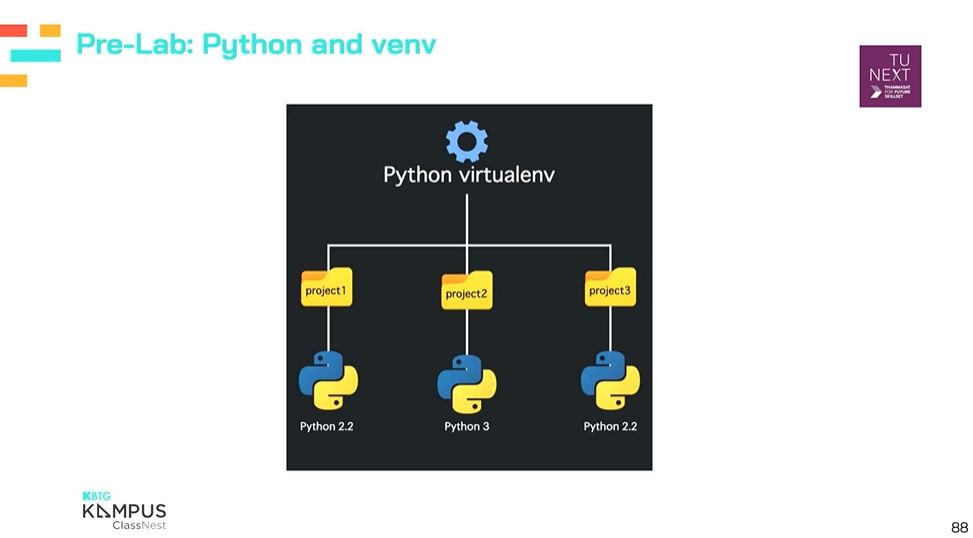 Pre-Lab: Python and venv
TU
NEXT
THAMMASAT
FOR FUTURE
SKILLSET
Python virtualenv
project1
project2
project3
Python 2.2
Python 3
Python 2.2
KBTG
KAMPUS
ClassNest
88